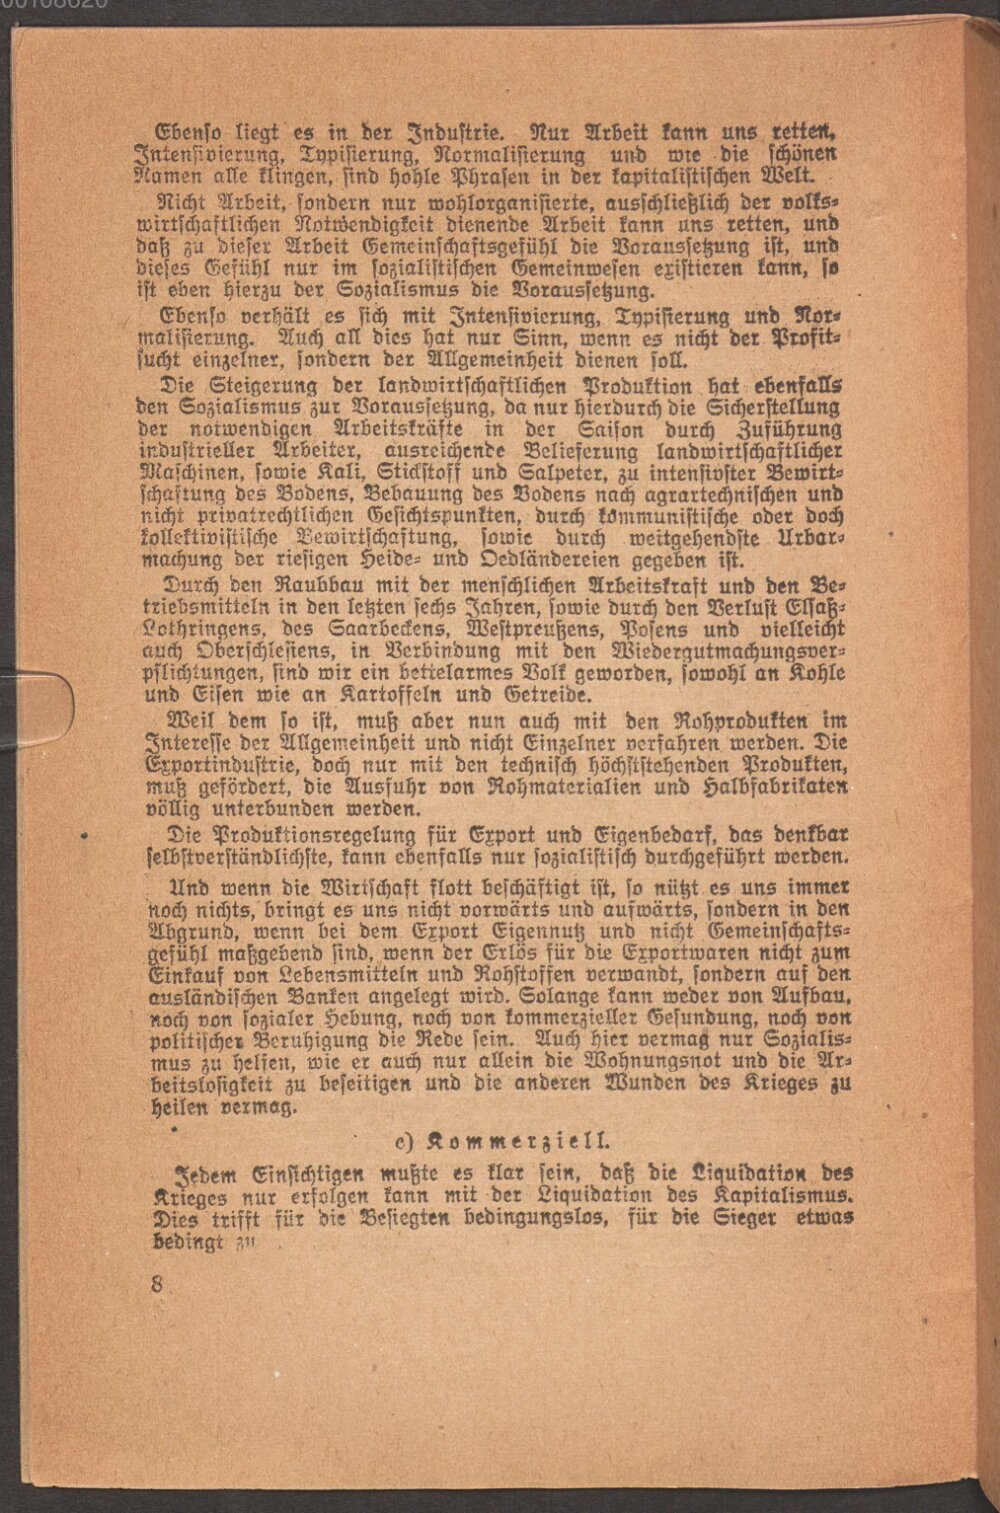 Ebenso liegt es in der Industrie. Nur Arbeit kann uns retten,
Intensivierung, Typisierung, Normalisierung und wie die schönen
Namen alle klingen, sind hohle Phrasen in der kapitalistischen Welt.
Nicht Arbeit, sondern nur wohlorganisierte, ausschließlich der volks-
wirtschaftlichen Notwendigkeit dienende Arbeit kann uns retten, und
daß zu dieser Arbeit Gemeinschaftsgefühl die Voraussetzung ist, und
dieses Gefühl nur im sozialistischen Gemeinwesen existieren kann, so
ist eben hierzu der Sozialismus die Voraussetzung.
Ebenso verhält es sich mit Intensivierung, Typisierung und Nor-
malisierung. Auch all dies hat nur Sinn, wenn es nicht der Profit-
sucht einzelner, sondern der Allgemeinheit dienen soll.
Die Steigerung der landwirtschaftlichen Produktion hat ebenfalls
den Sozialismus zur Voraussetzung, da nur hierdurch die Sicherstellung
der notwendigen Arbeitskräfte in der Saison durch Zuführung
industrieller Arbeiter, ausreichende Belieferung landwirtschaftlicher
Maschinen, sowie Kali, Stickstoff und Salpeter, zu intensivster Bewirt-
schaftung des Bodens, Bebauung des Bodens nach agrartechnischen und
nicht privatrechtlichen Gesichtspunkten, durch kommunistische oder doch
kollektivistische Bewirtschaftung, sowie durch weitgehendste Urbar-
machung der riesigen Heide- und Oedländereien gegeben ist.
Durch den Raubbau mit der menschlichen Arbeitskraft und den Be-
triebsmitteln in den letzten sechs Jahren, sowie durch den Verlust Elsaß-
Lothringens, des Saarbeckens, Westpreußens, Posens und vielleicht
auch Oberschlesiens, in Verbindung mit den Wiedergutmachungsver-
pflichtungen, sind wir ein bettelarmes Volk geworden, sowohl an Kohle
und Eisen wie an Kartoffeln und Getreide.
Weil dem so ist, muß aber nun auch mit den Rohprodukten im
Interesse der Allgemeinheit und nicht Einzelner verfahren werden. Die
Exportindustrie, doch nur mit den technisch höchststehenden Produkten,
muß gefördert, die Ausfuhr von Rohmaterialien und Halbfabrikaten
völlig unterbunden werden.
Die Produktionsregelung für Export und Eigenbedarf, das denkbar
selbstverständlichste, kann ebenfalls nur sozialistisch durchgeführt werden.
Und wenn die Wirtschaft flott beschäftigt ist, so nützt es uns immer
noch nichts, bringt es uns nicht vorwärts und aufwärts, sondern in den
Abgrund, wenn bei dem Export Eigennutz und nicht Gemeinschafts-
gefühl maßgebend sind, wenn der Erlös für die Exportwaren nicht zum
Einkauf von Lebensmitteln und Rohstoffen verwandt, sondern auf den
ausländischen Banken angelegt wird. Solange kann weder von Aufbau,
noch von sozialer Hebung, noch von kommerzieller Gesundung, noch von
politischer Beruhigung die Rede sein. Auch hier vermag nur Sozialis-
mus zu helfen, wie er auch nur allein die Wohnungsnot und die Ar-
beitslosigkeit zu beseitigen und die anderen Wunden des Krieges zu
heilen vermag.
c) Kommerziell.
Jedem Einsichtigen mußte es klar sein, daß die Liquidation des
Krieges nur erfolgen kann mit der Liquidation des Kapitalismus.
Dies trifft für die Besiegten bedingungslos, für die Sieger etwas
bedingt zu
8